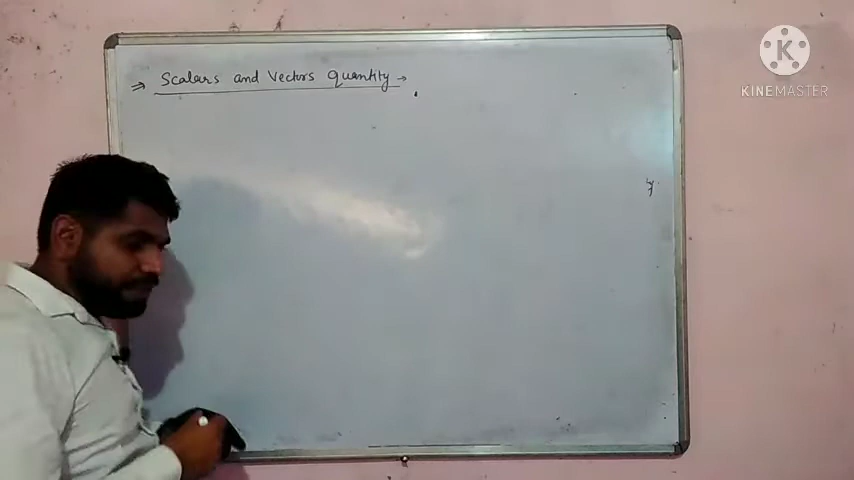 ⇒ Scalars and Vectors Quantity →
K
KINEMASTER